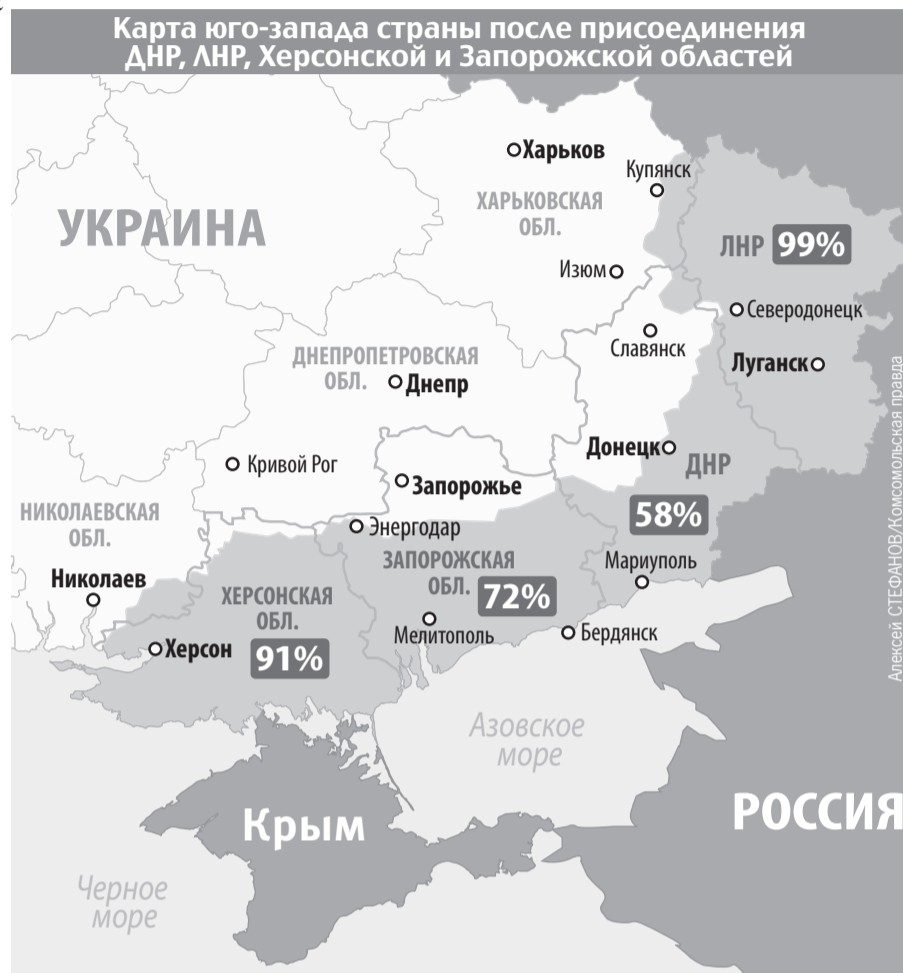 Карта юго-запада страны после присоединения
ДНР, ЛНР, Херсонской и Запорожской областей
Харьков
Купянск
ХАРЬКОВСКАЯ
ОБЛ.
УКРАИНА
ЛНР 99%
Изюм
Северодонецк
Славянск
ДНЕПРОПЕТРОВСКАЯ
ОБЛ.
Днепр
Луганск
Донецк
ДНР
58%
Кривой Рог
Запорожье
НИКОЛАЕВСКАЯ
ОБЛ.
Энергодар
ЗАПОРОЖСКАЯ
ОБЛ.
72%
Мариуполь
Николаев
ХЕРСОНСКАЯ
ОБЛ.
91%
Мелитополь
Бердянск
Херсон
Азовское
море
Крым
РОССИЯ
Черное
море
Алексей СТЕФАНОВ/Комсомольская правда